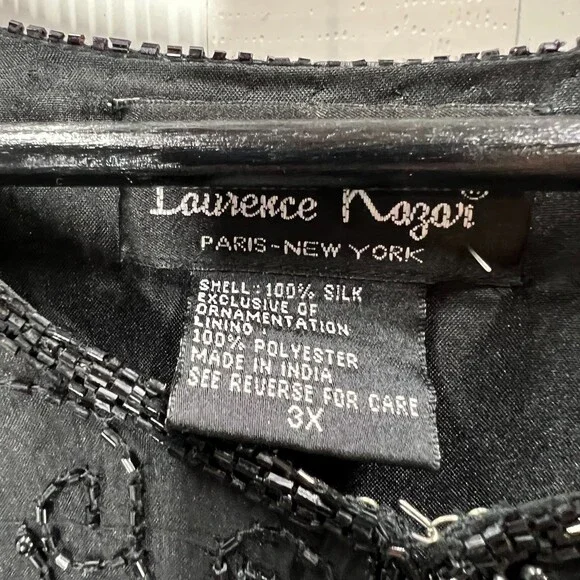 Laurence Kazar®
PARIS-NEW YORK
SHELL: 100% SILK
EXCLUSIVE OF
ORNAMENTATION
LINING:
100% POLYESTER
MADE IN INDIA
SEE REVERSE FOR CARE
3X